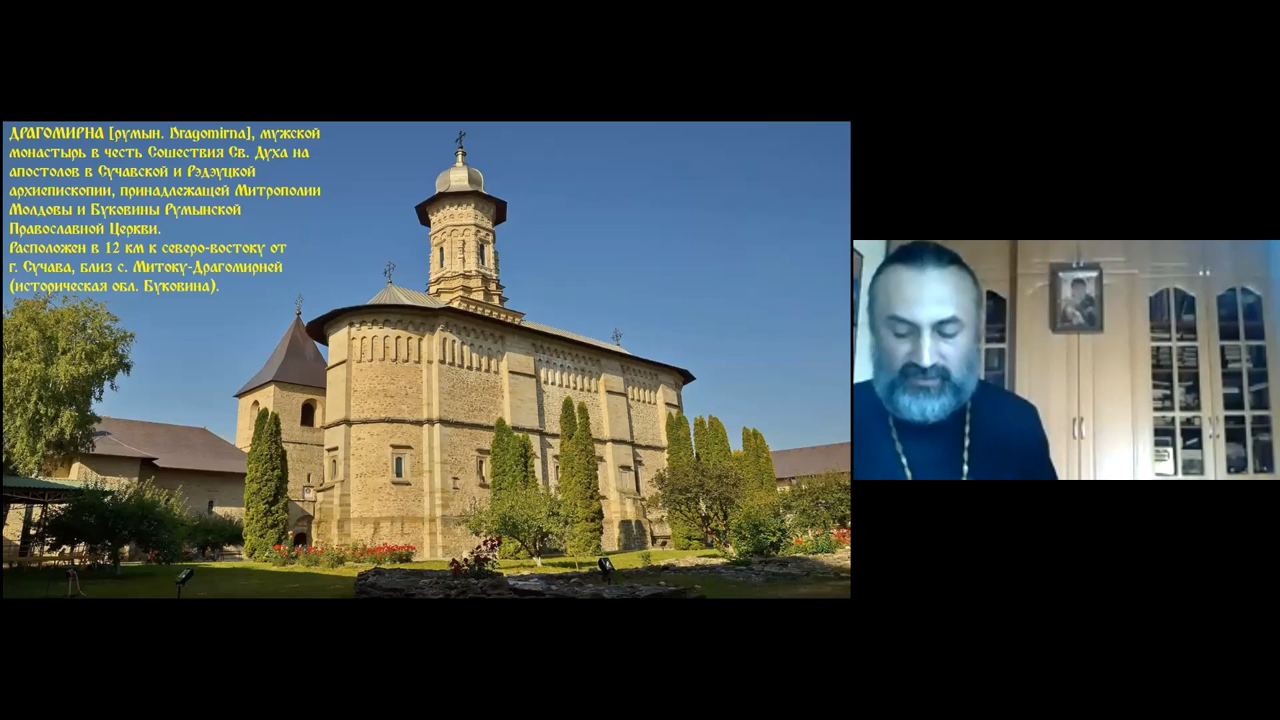 ДРАГОМИРНА [румын. Dragomirna], мужской
монастырь в честь Сошествия Св. Духа на
апостолов в Сучавской и Рэдэуцкой
архиепископии, принадлежащей Митрополии
Молдовы и Буковины Румынской
Православной Церкви.
Расположен в 12 км к северо-востоку от
г. Сучава, близ с. Митоку-Драгомирней
(историческая обл. Буковина).